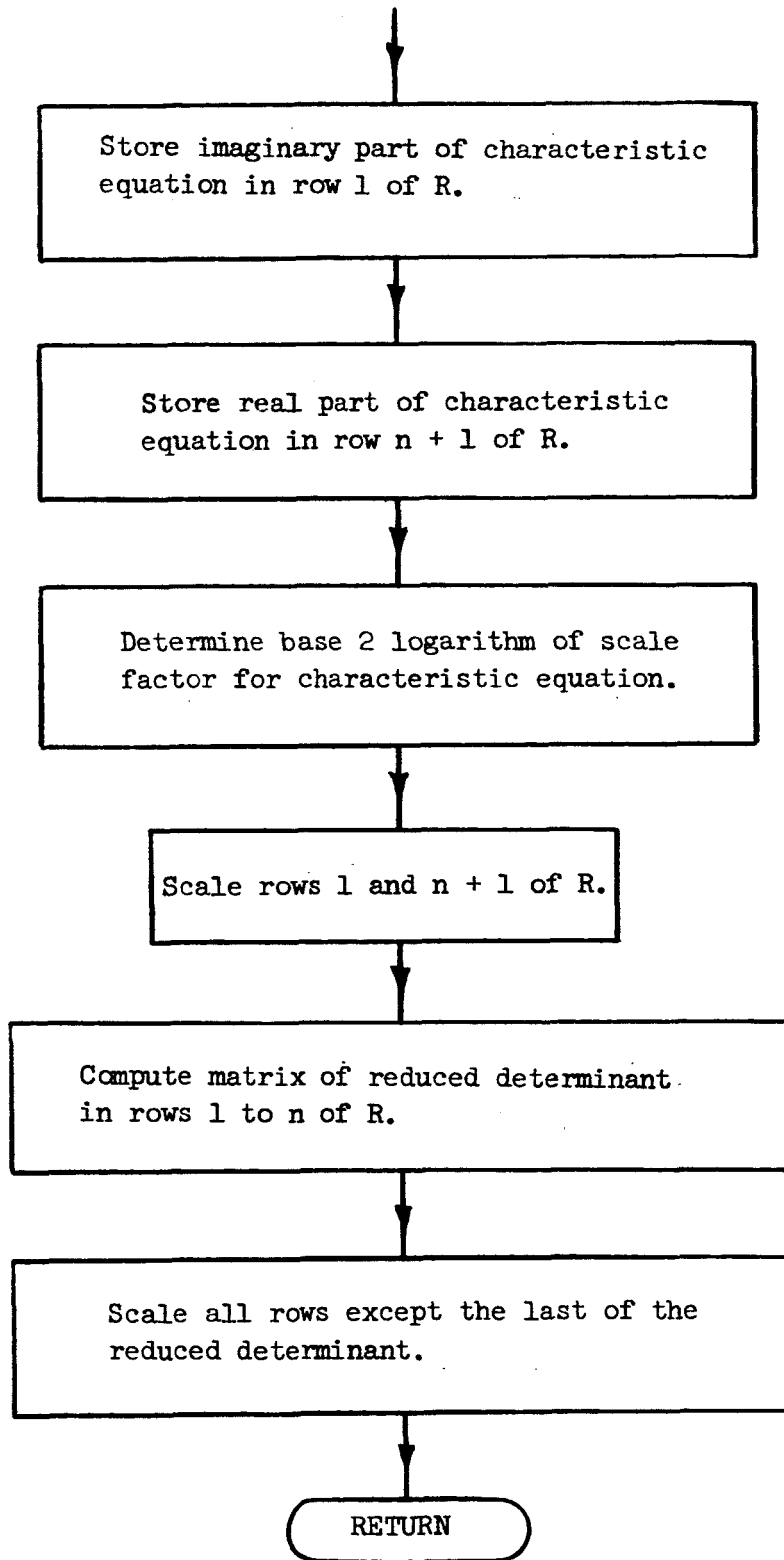 Store imaginary part of characteristic
equation in row 1 of R.
Store real part of characteristic
equation in row n + 1 of R.
Determine base 2 logarithm of scale
factor for characteristic equation.
Scale rows 1 and n + 1 of R.
Compute matrix of reduced determinant
in rows 1 to n of R.
Scale all rows except the last of the
reduced determinant.
RETURN